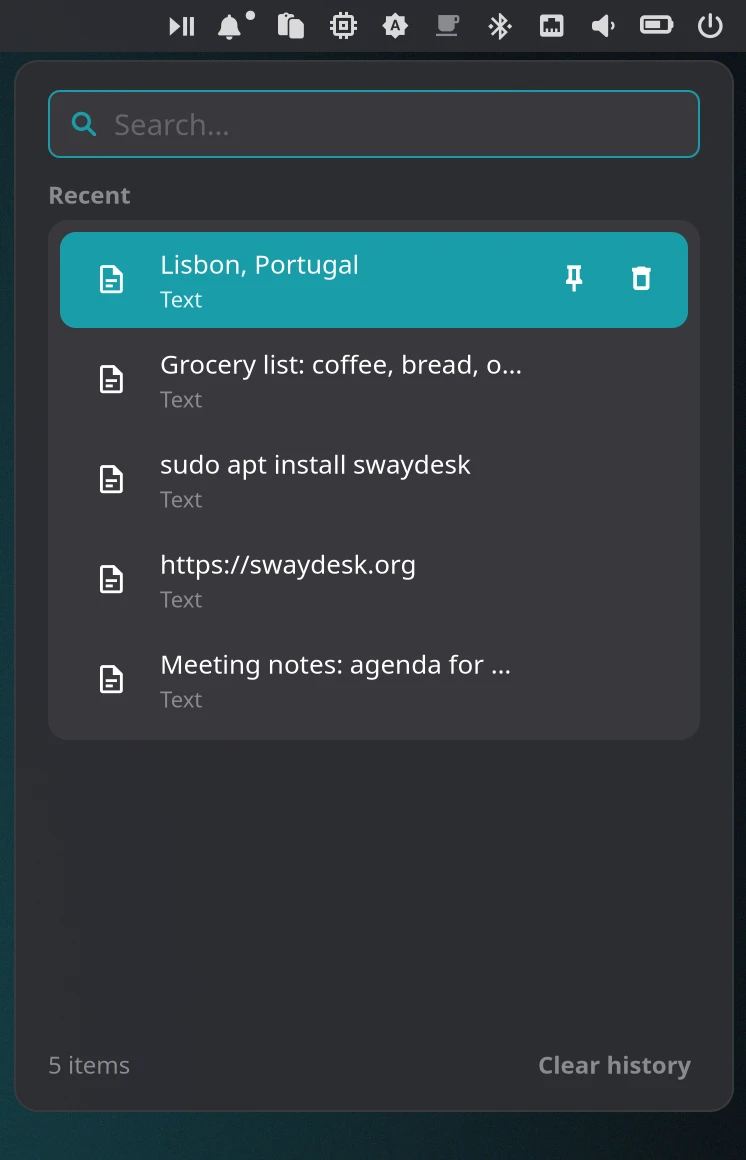 Search...
Recent
Lisbon, Portugal
Text
Grocery list: coffee, bread, o...
Text
sudo apt install swaydesk
Text
https://swaydesk.org
Text
Meeting notes: agenda for ...
Text
5 items
Clear history